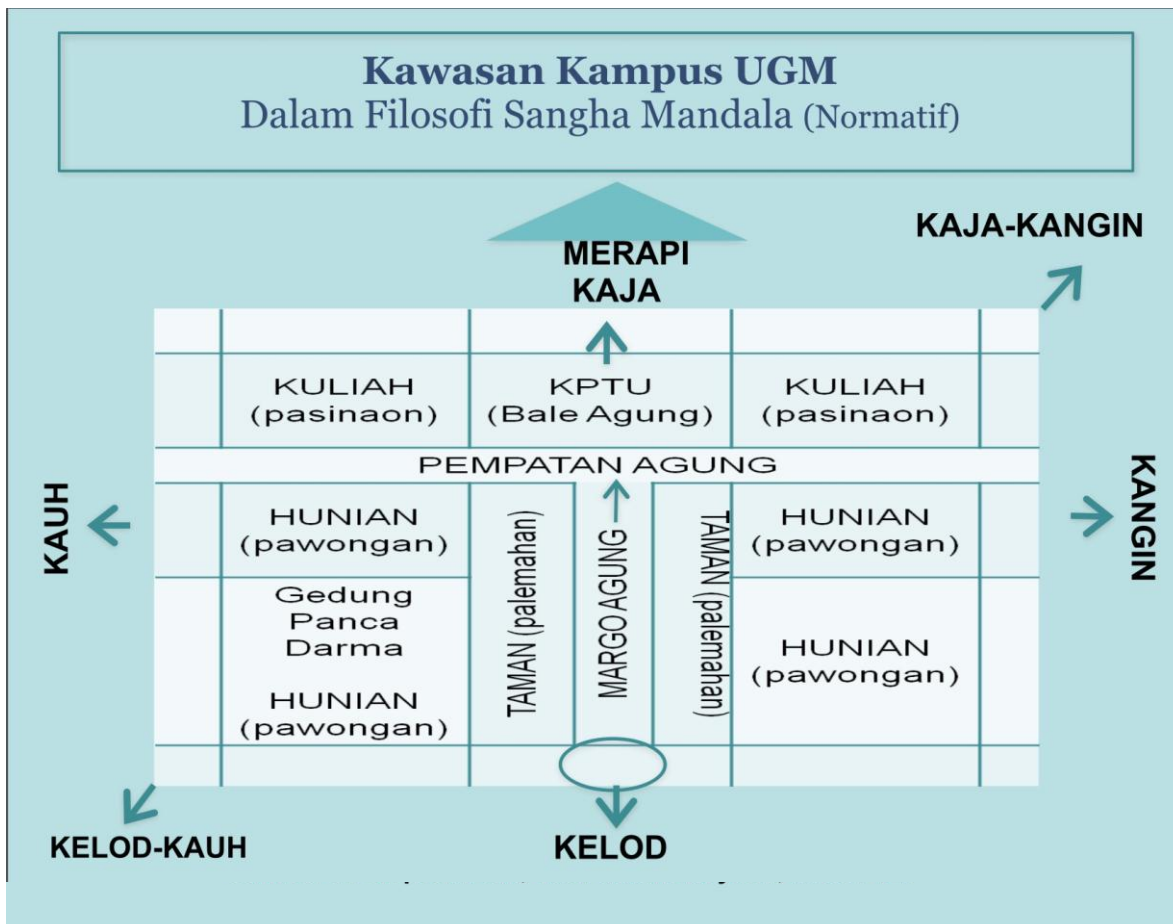 Kawasan Kampus UGM
Dalam Filosofi Sangha Mandala (Normatif)
KAJA-KANGIN
MERAPI
KAJA
KULIAH
(pasinaon)
KPTU
(Bale Agung)
KULIAH
(pasinaon)
PEMPATAN AGUNG
KAUH
HUNIAN
(pawongan)
TAMAN (palemahan)
MARGO AGUNG
TAMAN (palemahan)
HUNIAN
(pawongan)
KANGIN
Gedung
Panca
Darma
HUNIAN
(pawongan)
HUNIAN
(pawongan)
KELOD-KAUH
KELOD